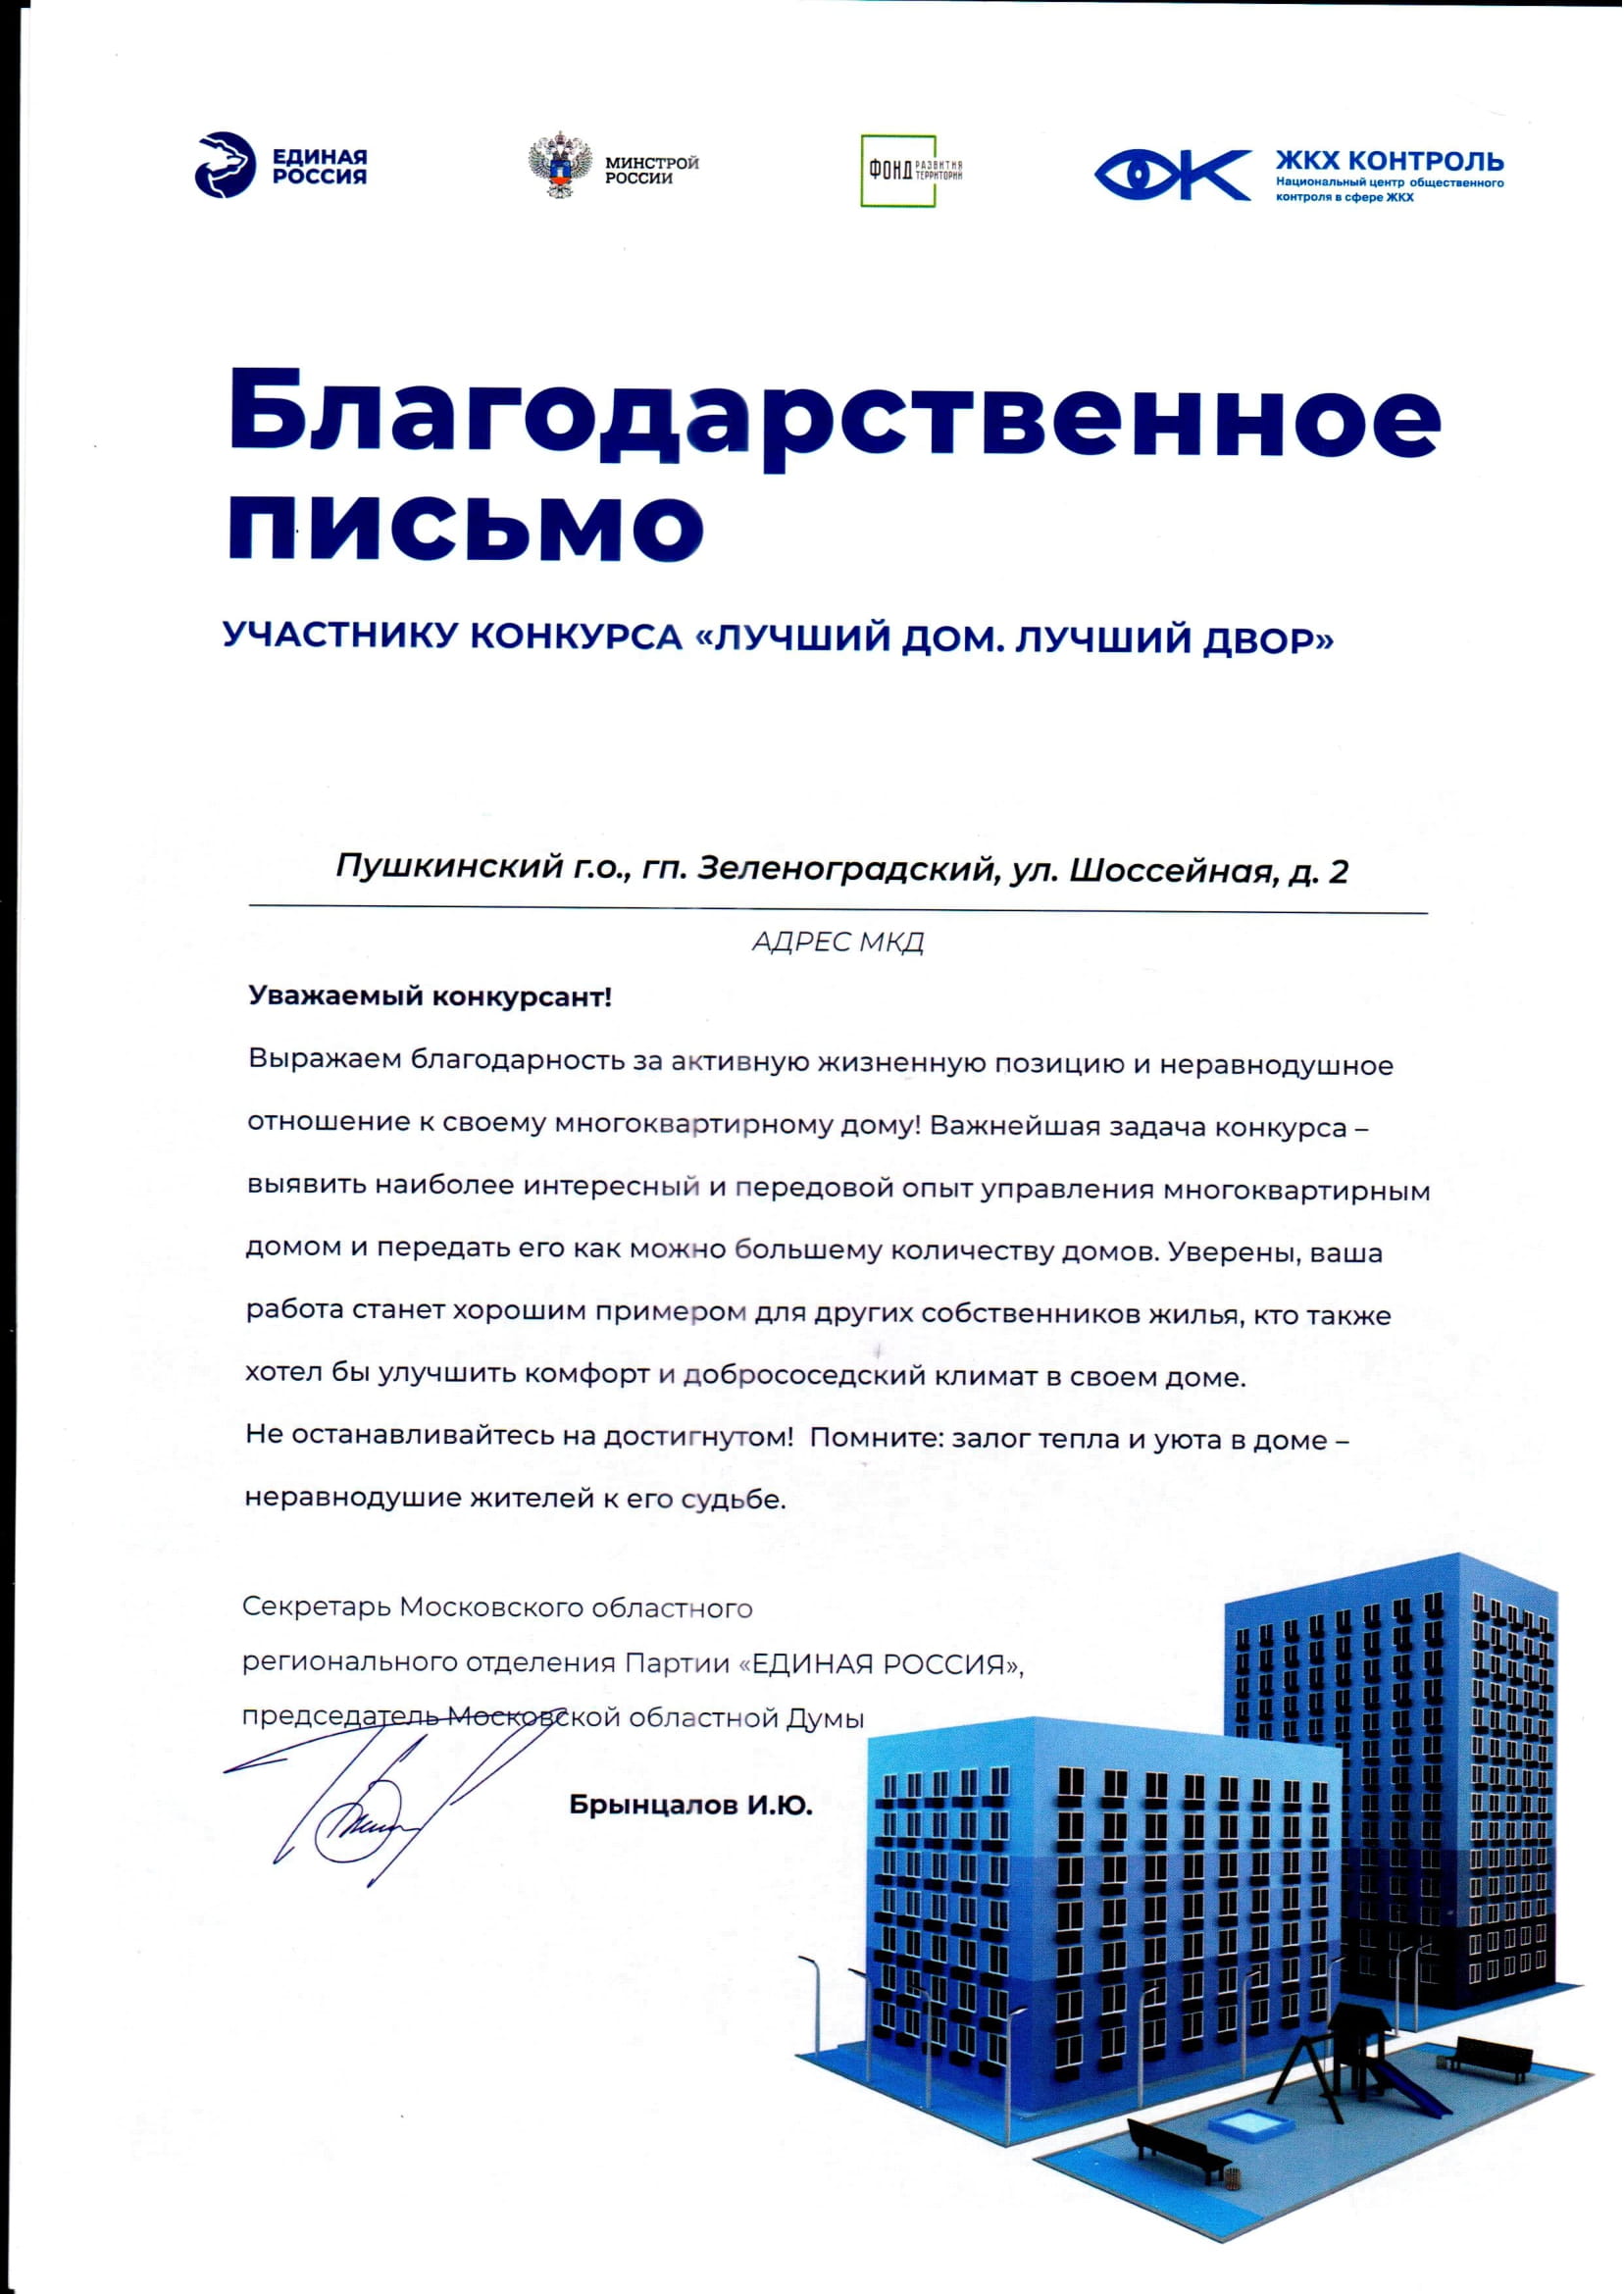 ЕДИНАЯ
РОССИЯ
МИНСТРОЙ
РОССИИ
ФОНД РАЗВИТИЯ
ТЕРРИТОРИЙ
ЖКХ КОНТРОЛЬ
Национальный центр общественного
контроля в сфере ЖКХ
Благодарственное
письмо
УЧАСТНИКУ КОНКУРСА «ЛУЧШИЙ ДОМ. ЛУЧШИЙ ДВОР»
Пушкинский г.о., гп. Зеленоградский, ул. Шоссейная, д. 2
АДРЕС МКД
Уважаемый конкурсант!
Выражаем благодарность за активную жизненную позицию и неравнодушное
отношение к своему многоквартирному дому! Важнейшая задача конкурса –
выявить наиболее интересный и передовой опыт управления многоквартирным
домом и передать его как можно большему количеству домов. Уверены, ваша
работа станет хорошим примером для других собственников жилья, кто также
хотел бы улучшить комфорт и добрососедский климат в своем доме.
Не останавливайтесь на достигнутом! Помните: залог тепла и уюта в доме –
неравнодушие жителей к его судьбе.
Секретарь Московского областного
регионального отделения Партии «ЕДИНАЯ РОССИЯ»,
председатель Московской областной Думы
Брынцалов И.Ю.